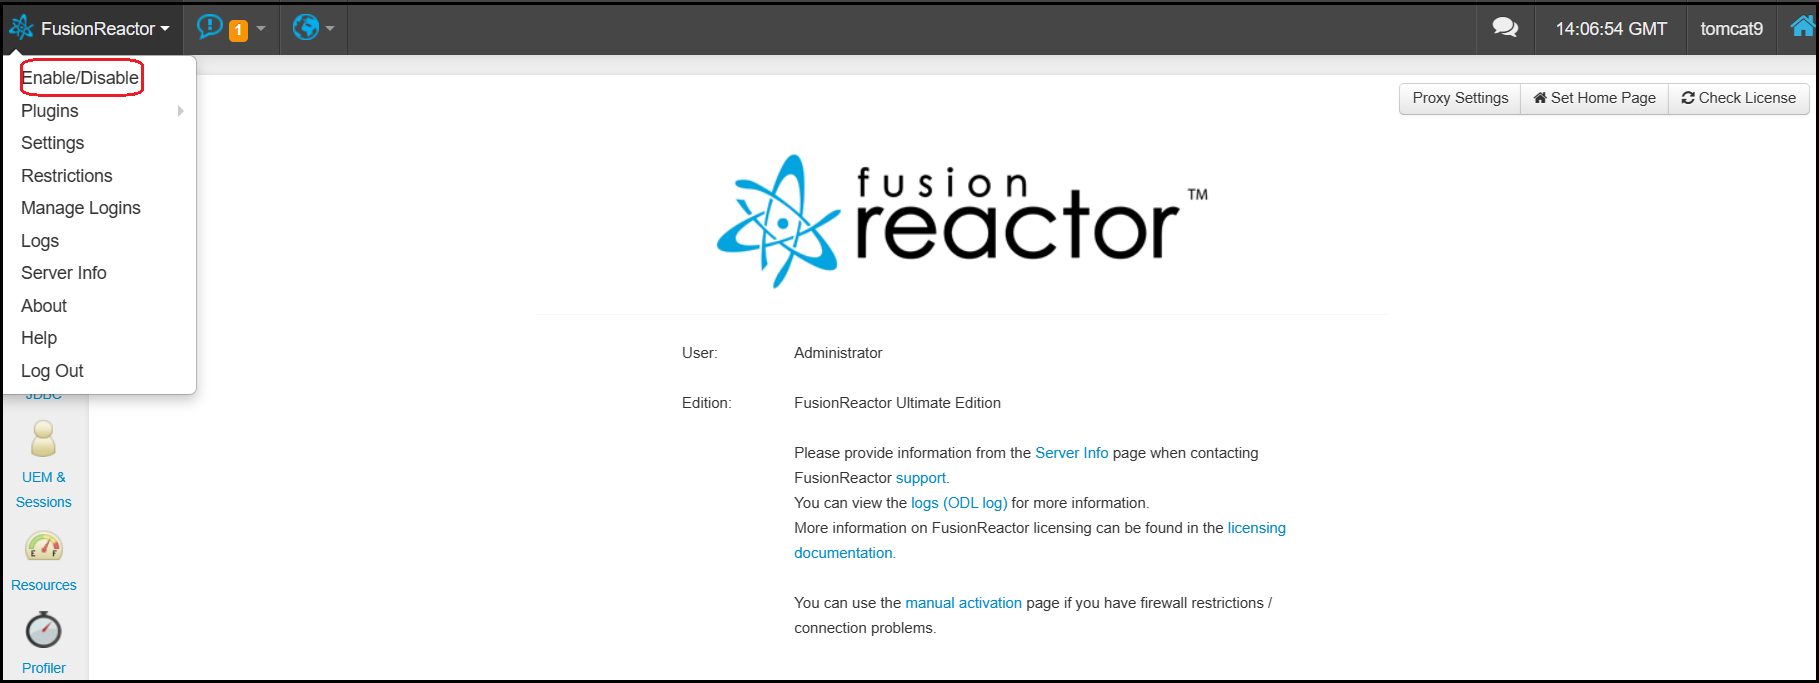 FusionReactor
1
14:06:54 GMT
tomcat9
Enable/Disable
Plugins
Settings
Restrictions
Manage Logins
Logs
Server Info
About
Help
Log Out
JDBC
UEM &
Sessions
E F
Resources
Profiler
Proxy Settings
Set Home Page
Check License
fusion
reactor™
User: Administrator
Edition: FusionReactor Ultimate Edition
Please provide information from the Server Info page when contacting
FusionReactor support.
You can view the logs (ODL log) for more information.
More information on FusionReactor licensing can be found in the licensing
documentation.
You can use the manual activation page if you have firewall restrictions /
connection problems.